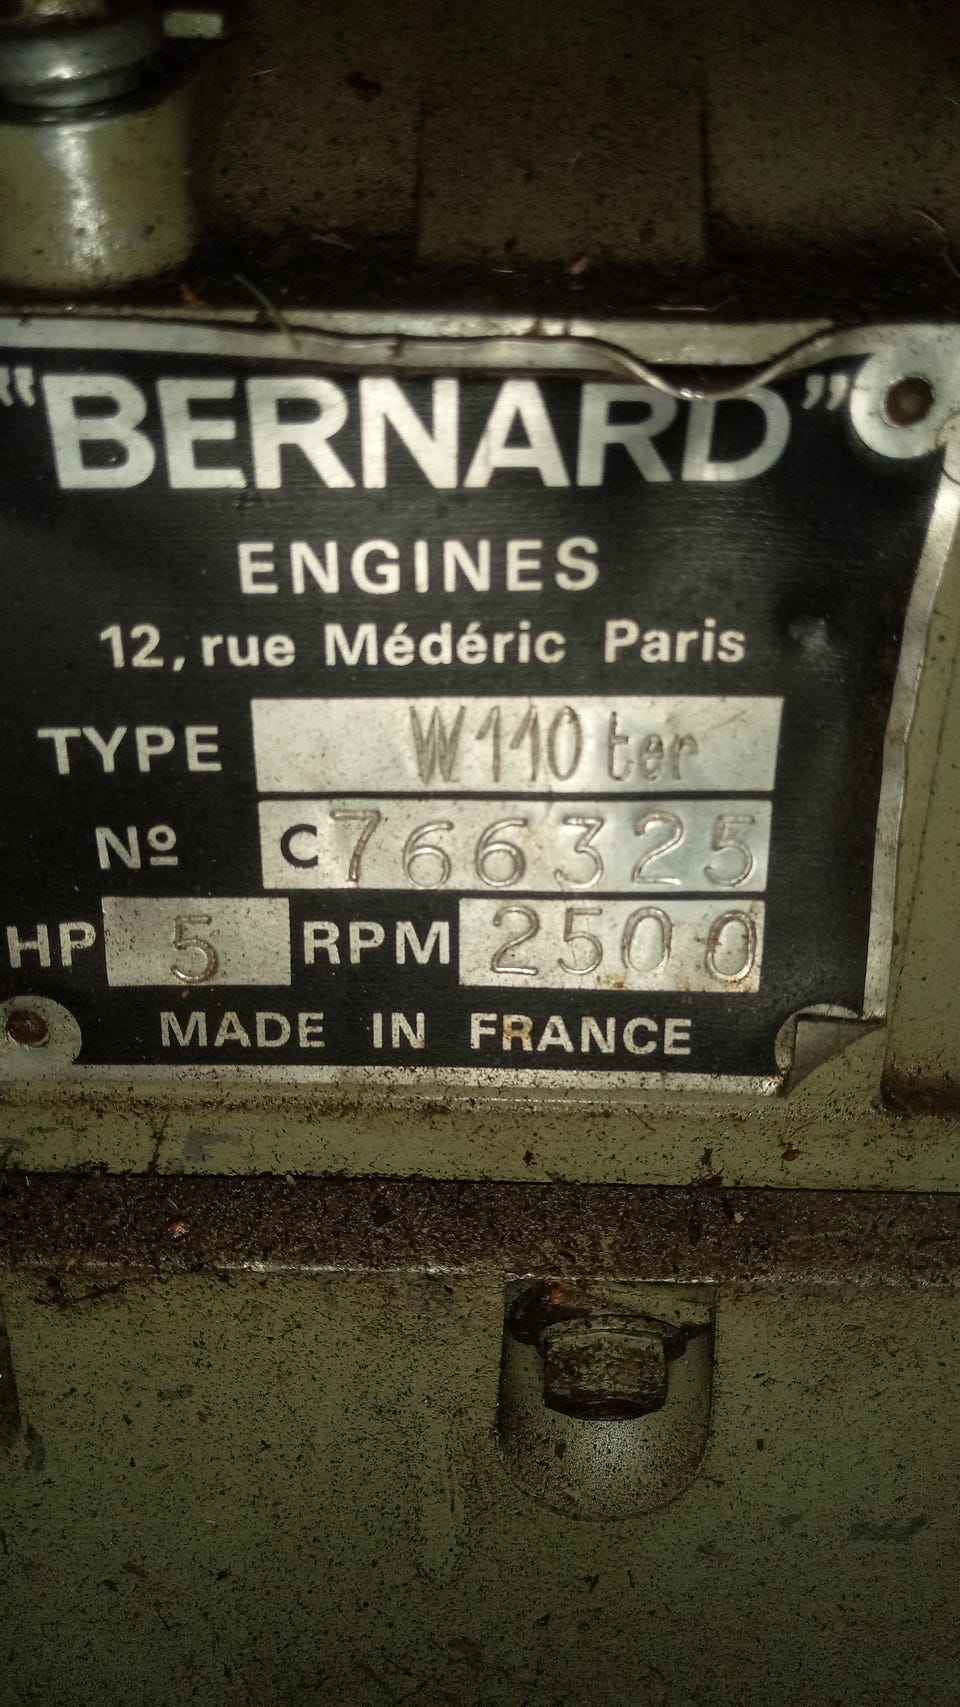 "BERNARD"
ENGINES
12, rue Médéric Paris
TYPE W110 ter
Nº C766325
HP 5 RPM 2500
MADE IN FRANCE